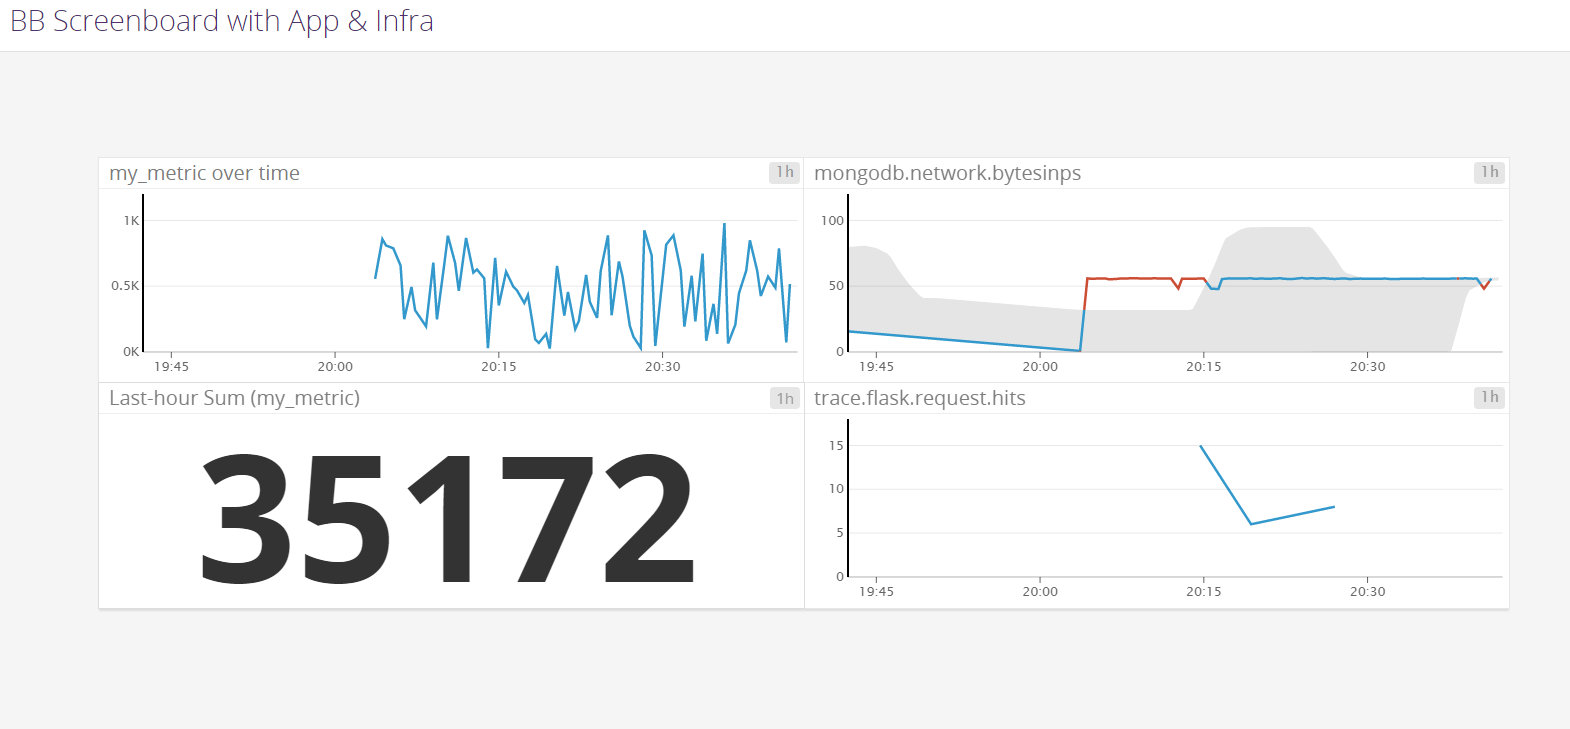 BB Screenboard with App & Infra
my_metric over time 1h
1K
0.5K
0K
19:45 20:00 20:15 20:30
mongodb.network.bytesinps 1h
100
50
0
19:45 20:00 20:15 20:30
Last-hour Sum (my_metric) 1h
35172
trace.flask.request.hits 1h
15
10
5
0
19:45 20:00 20:15 20:30